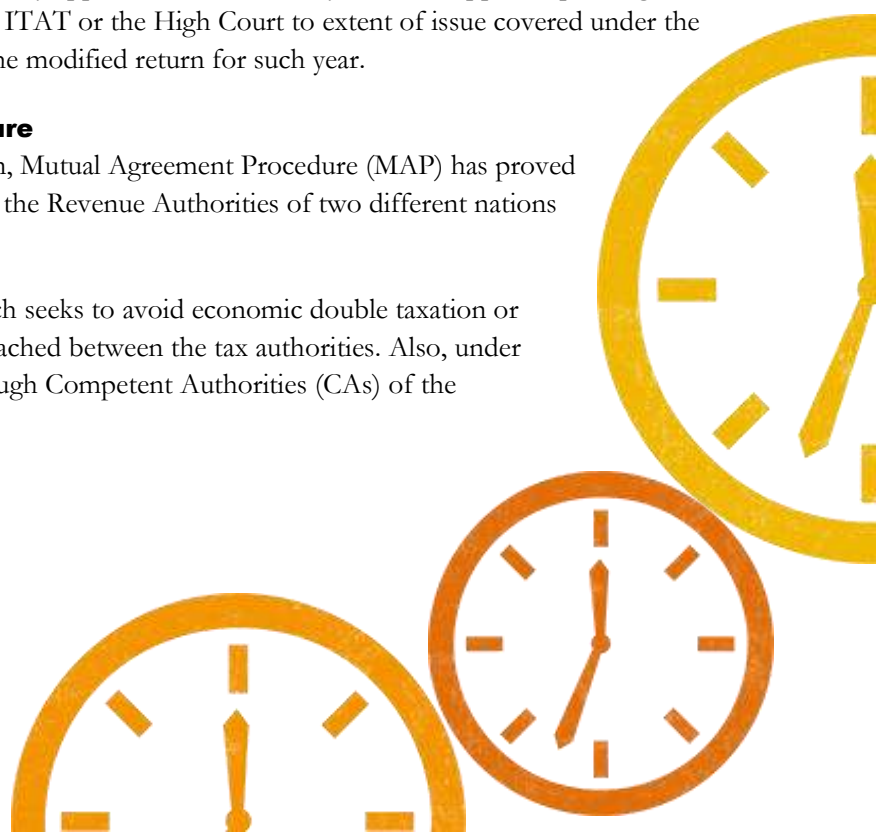 ITAT or the High Court to extent of issue covered under the
ne modified return for such year.
ure
n, Mutual Agreement Procedure (MAP) has proved
the Revenue Authorities of two different nations
ch seeks to avoid economic double taxation or
ached between the tax authorities. Also, under
ugh Competent Authorities (CAs) of the